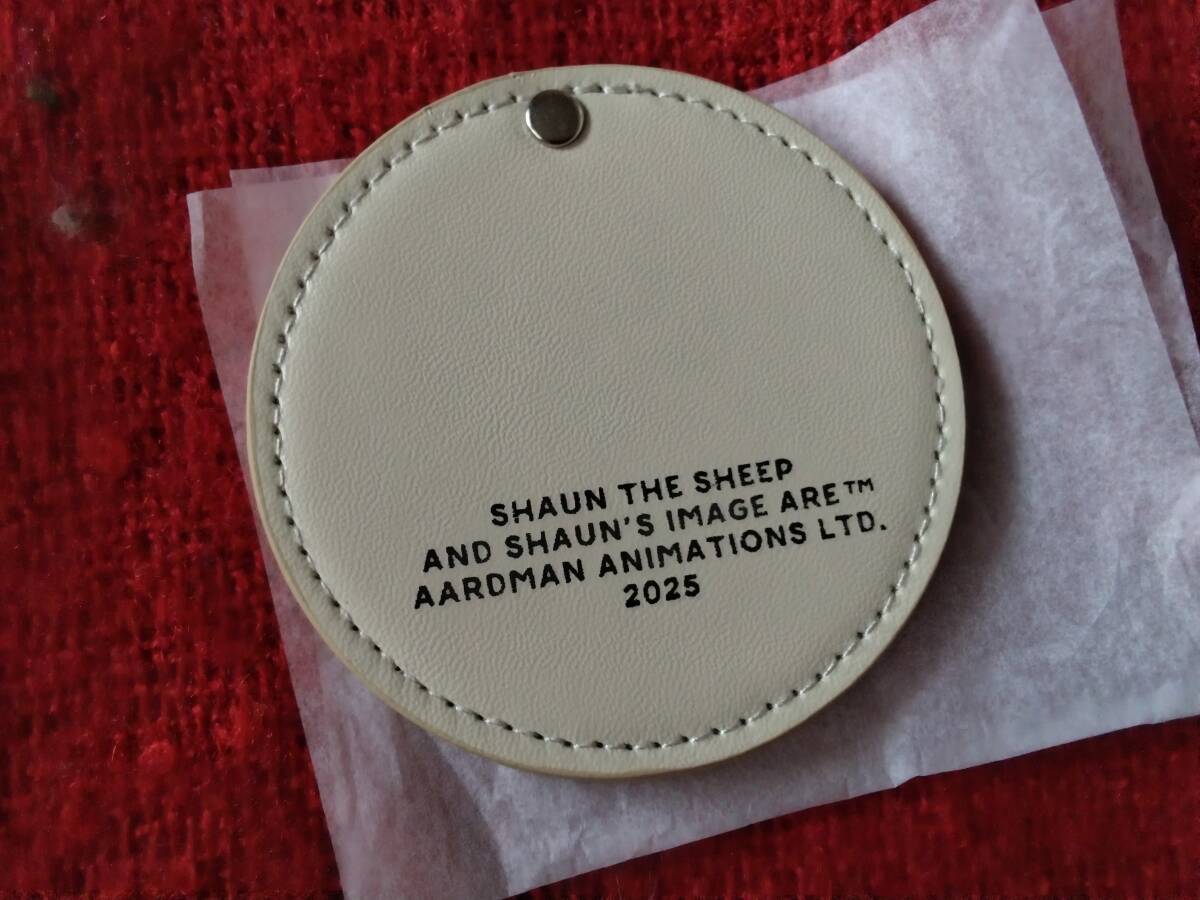 SHAUN THE SHEEP
AND SHAUN'S IMAGE ARE™
AARDMAN ANIMATIONS LTD.
2025